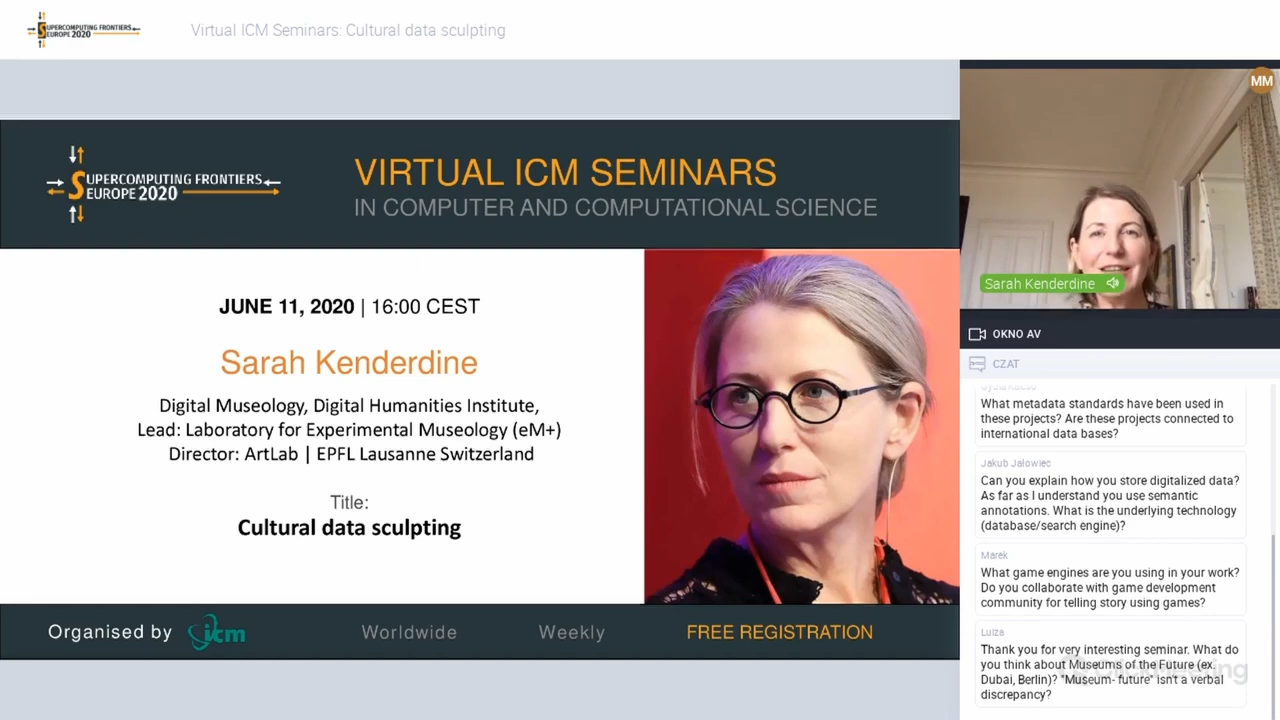 SUPERCOMPUTING FRONTIERS
EUROPE 2020
Virtual ICM Seminars: Cultural data sculpting
SUPERCOMPUTING FRONTIERS
EUROPE 2020
VIRTUAL ICM SEMINARS
IN COMPUTER AND COMPUTATIONAL SCIENCE
JUNE 11, 2020 | 16:00 CEST
Sarah Kenderdine
Digital Museology, Digital Humanities Institute,
Lead: Laboratory for Experimental Museology (eM+)
Director: ArtLab | EPFL Lausanne Switzerland
Title:
Cultural data sculpting
Organised by icm
Worldwide
Weekly
FREE REGISTRATION
MM
Sarah Kenderdine
OKNO AV
CZAT
What metadata standards have been used in
these projects? Are these projects connected to
international data bases?
Jakub Jałowiec
Can you explain how you store digitalized data?
As far as I understand you use semantic
annotations. What is the underlying technology
(database/search engine)?
Marek
What game engines are you using in your work?
Do you collaborate with game development
community for telling story using games?
Luiza
Thank you for very interesting seminar. What do
you think about Museums of the Future (ex.
Dubai, Berlin)? "Museum- future" isnt a verbal
discrepancy?